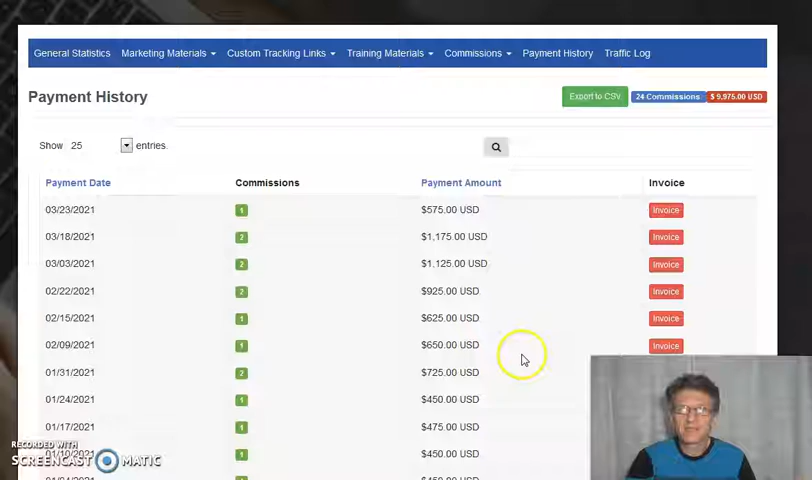 General Statistics Marketing Materials Custom Tracking Links Training Materials Commissions Payment History Traffic Log
Payment History Export to CSV 24 Commissions $ 9,975.00 USD
Show 25 entries.
Payment Date Commissions Payment Amount Invoice
03/23/2021 1 $575.00 USD Invoice
03/18/2021 2 $1,175.00 USD Invoice
03/03/2021 2 $1,125.00 USD Invoice
02/22/2021 2 $925.00 USD Invoice
02/15/2021 1 $625.00 USD Invoice
02/09/2021 1 $650.00 USD Invoice
01/31/2021 2 $725.00 USD
01/24/2021 1 $450.00 USD
01/17/2021 1 $475.00 USD
RECORDED WITH
01/10/2021 1 $450.00 USD
SCREENCAST MATIC